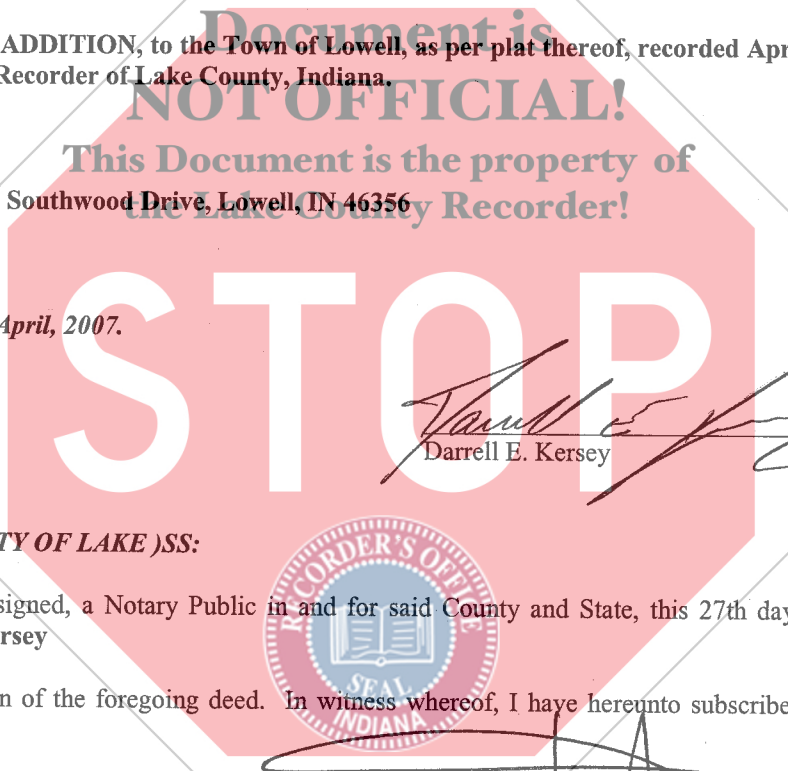 Document is
ADDITION, to the Town of Lowell, as per plat thereof, recorded Apr
Recorder of Lake County, Indiana.
NOT OFFICIAL!
This Document is the property of
Southwood Drive, Lowell, IN 46356
the Lake County Recorder!
April, 2007.
STOP
Darrell E. Kersey
TY OF LAKE )SS:
RECORDER'S OFFICE
signed, a Notary Public in and for said County and State, this 27th day
rsey
SEAL
n of the foregoing deed. In witness whereof, I have hereunto subscribe
INDIANA